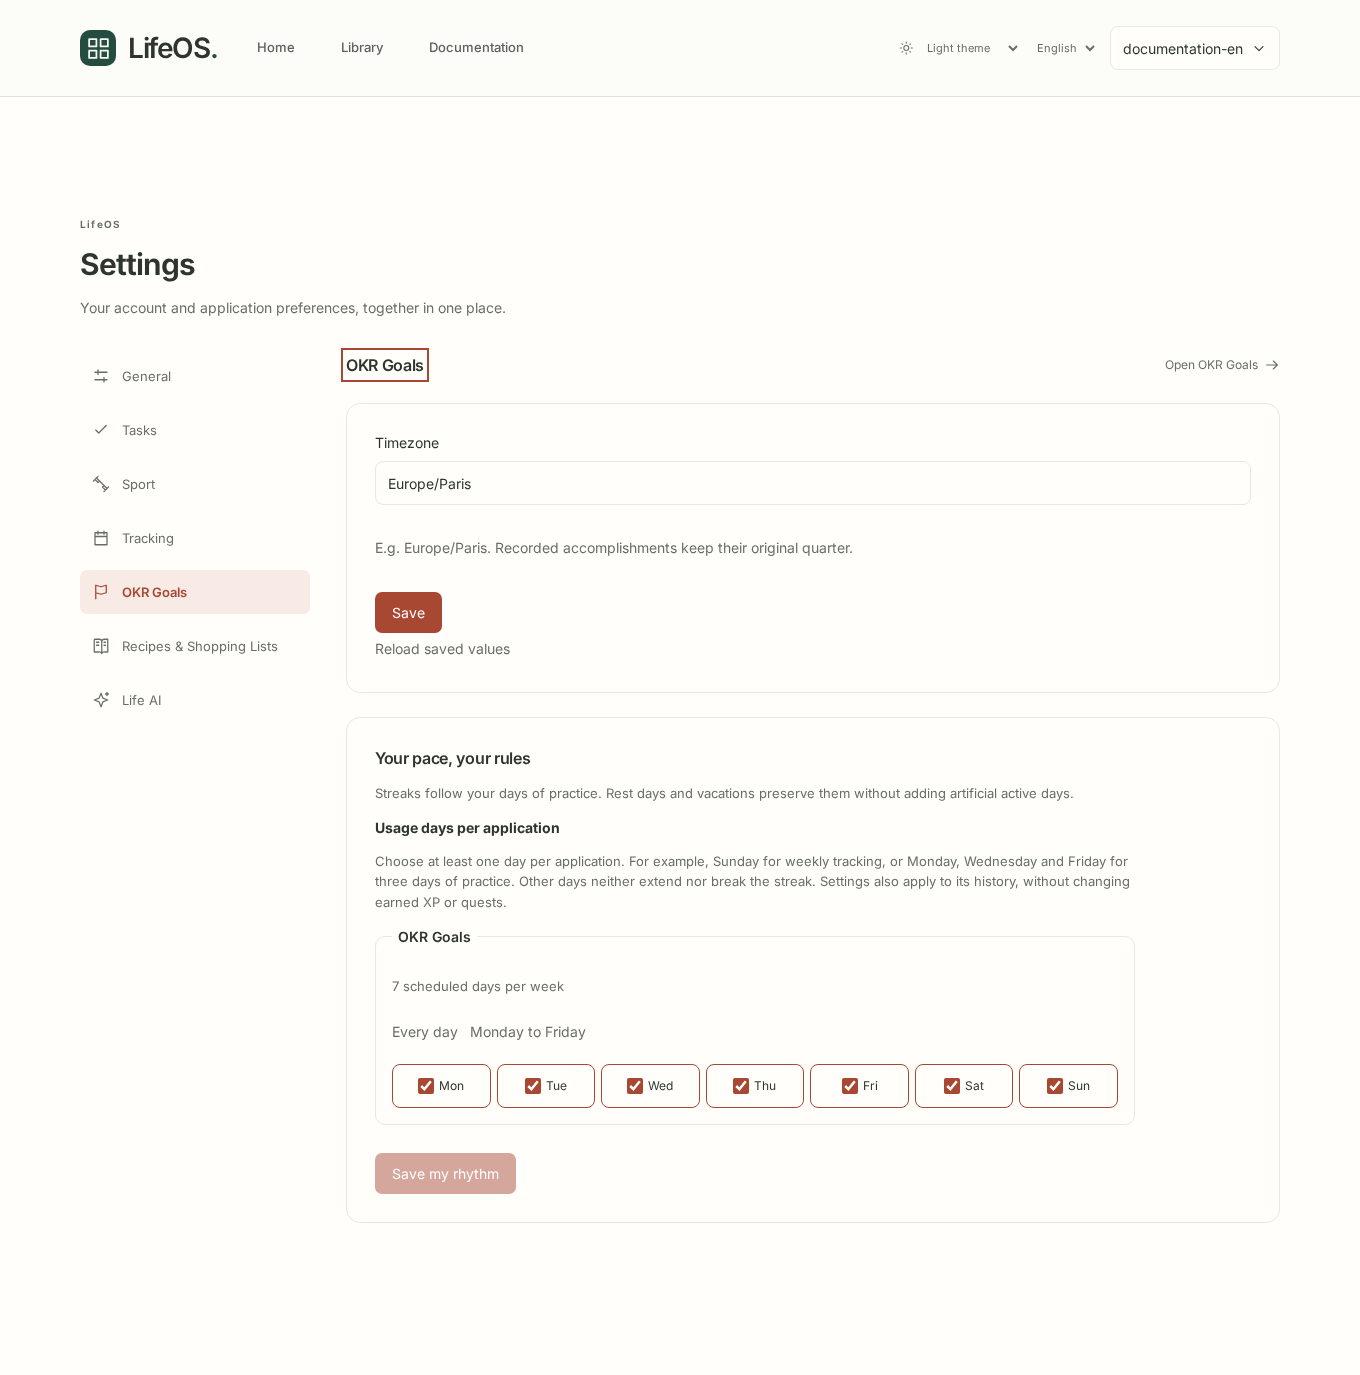 LifeOS.
Home
Library
Documentation
Light theme
English
documentation-en
LifeOS
Settings
Your account and application preferences, together in one place.
General
Tasks
Sport
Tracking
OKR Goals
Recipes & Shopping Lists
Life AI
OKR Goals
Open OKR Goals
Timezone
Europe/Paris
E.g. Europe/Paris. Recorded accomplishments keep their original quarter.
Save
Reload saved values
Your pace, your rules
Streaks follow your days of practice. Rest days and vacations preserve them without adding artificial active days.
Usage days per application
Choose at least one day per application. For example, Sunday for weekly tracking, or Monday, Wednesday and Friday for
three days of practice. Other days neither extend nor break the streak. Settings also apply to its history, without changing
earned XP or quests.
OKR Goals
7 scheduled days per week
Every day Monday to Friday
Mon Tue Wed Thu Fri Sat Sun
Save my rhythm